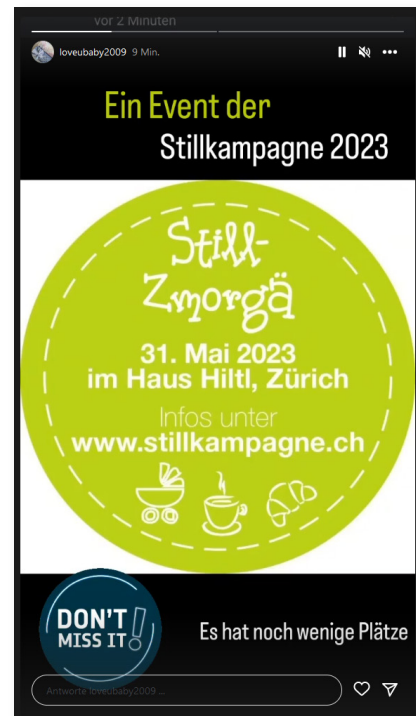 vor 2 Minuten
loveubaby2009 9 Min.
Ein Event der
Stillkampagne 2023
Still-
Zmorgä
31. Mai 2023
im Haus Hiltl, Zürich
Infos unter
www.stillkampagne.ch
DON'T
MISS IT!
Es hat noch wenige Plätze
Antworte loveubaby2009 ...